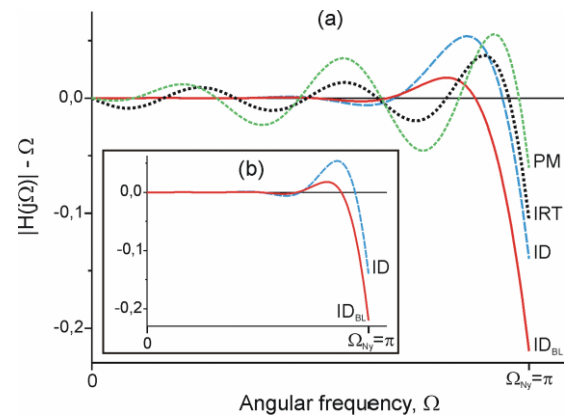 (a)
|H(jΩ)| - Ω
0,0
-0,1
-0,2
PM
IRT
ID
ID_BL
(b)
0,0
-0,1
-0,2
ID
ID_BL
0
Ω_Ny=π
0
Ω_Ny=π
Angular frequency, Ω